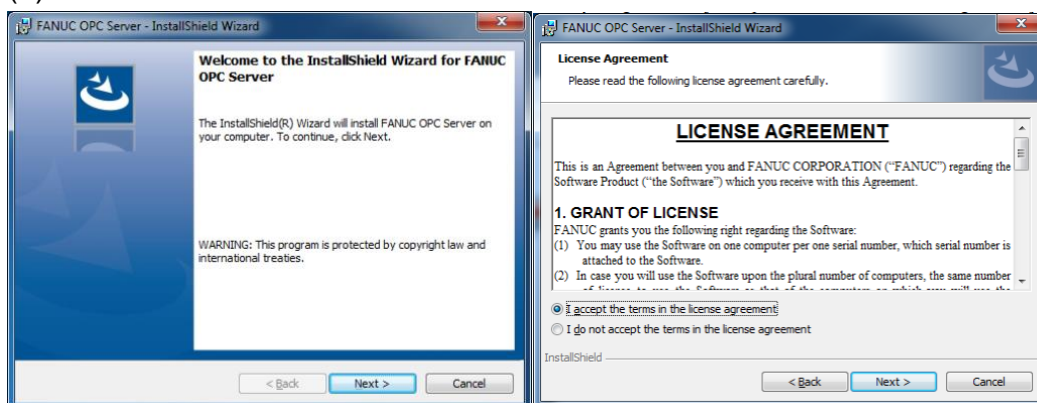 FANUC OPC Server - InstallShield Wizard
Welcome to the InstallShield Wizard for FANUC
OPC Server
The InstallShield(R) Wizard will install FANUC OPC Server on
your computer. To continue, click Next.
WARNING: This program is protected by copyright law and
international treaties.
< Back
Next >
Cancel
FANUC OPC Server - InstallShield Wizard
License Agreement
Please read the following license agreement carefully.
LICENSE AGREEMENT
This is an Agreement between you and FANUC CORPORATION (“FANUC”) regarding the
Software Product (“the Software”) which you receive with this Agreement.
1. GRANT OF LICENSE
FANUC grants you the following right regarding the Software:
(1) You may use the Software on one computer per one serial number, which serial number is
attached to the Software.
(2) In case you will use the Software upon the plural number of computers, the same number
I accept the terms in the license agreement
I do not accept the terms in the license agreement
InstallShield
< Back
Next >
Cancel